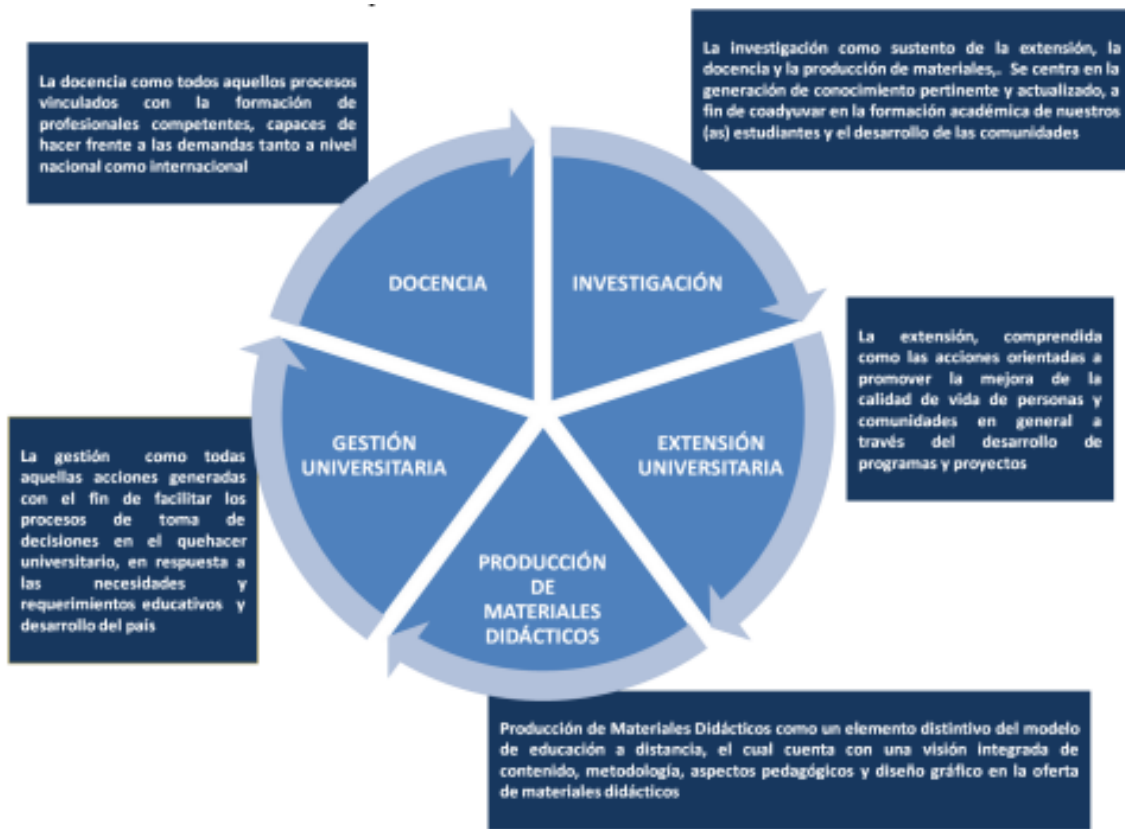 La docencia como todos aquellos procesos
vinculados con la formación de
profesionales competentes, capaces de
hacer frente a las demandas tanto a nivel
nacional como internacional
La investigación como sustento de la extensión, la
docencia y la producción de materiales,. Se centra en la
generación de conocimiento pertinente y actualizado, a
fin de coadyuvar en la formación académica de nuestros
(as) estudiantes y el desarrollo de las comunidades
DOCENCIA
INVESTIGACIÓN
La extensión, comprendida
como las acciones orientadas a
promover la mejora de la
calidad de vida de personas y
comunidades en general a
través del desarrollo de
programas y proyectos
GESTIÓN
UNIVERSITARIA
EXTENSIÓN
UNIVERSITARIA
La gestión como todas
aquellas acciones generadas
con el fin de facilitar los
procesos de toma de
decisiones en el quehacer
universitario, en respuesta a
las necesidades y
requerimientos educativos y
desarrollo del país
PRODUCCIÓN
DE
MATERIALES
DIDÁCTICOS
Producción de Materiales Didácticos como un elemento distintivo del modelo
de educación a distancia, el cual cuenta con una visión integrada de
contenido, metodología, aspectos pedagógicos y diseño gráfico en la oferta
de materiales didácticos